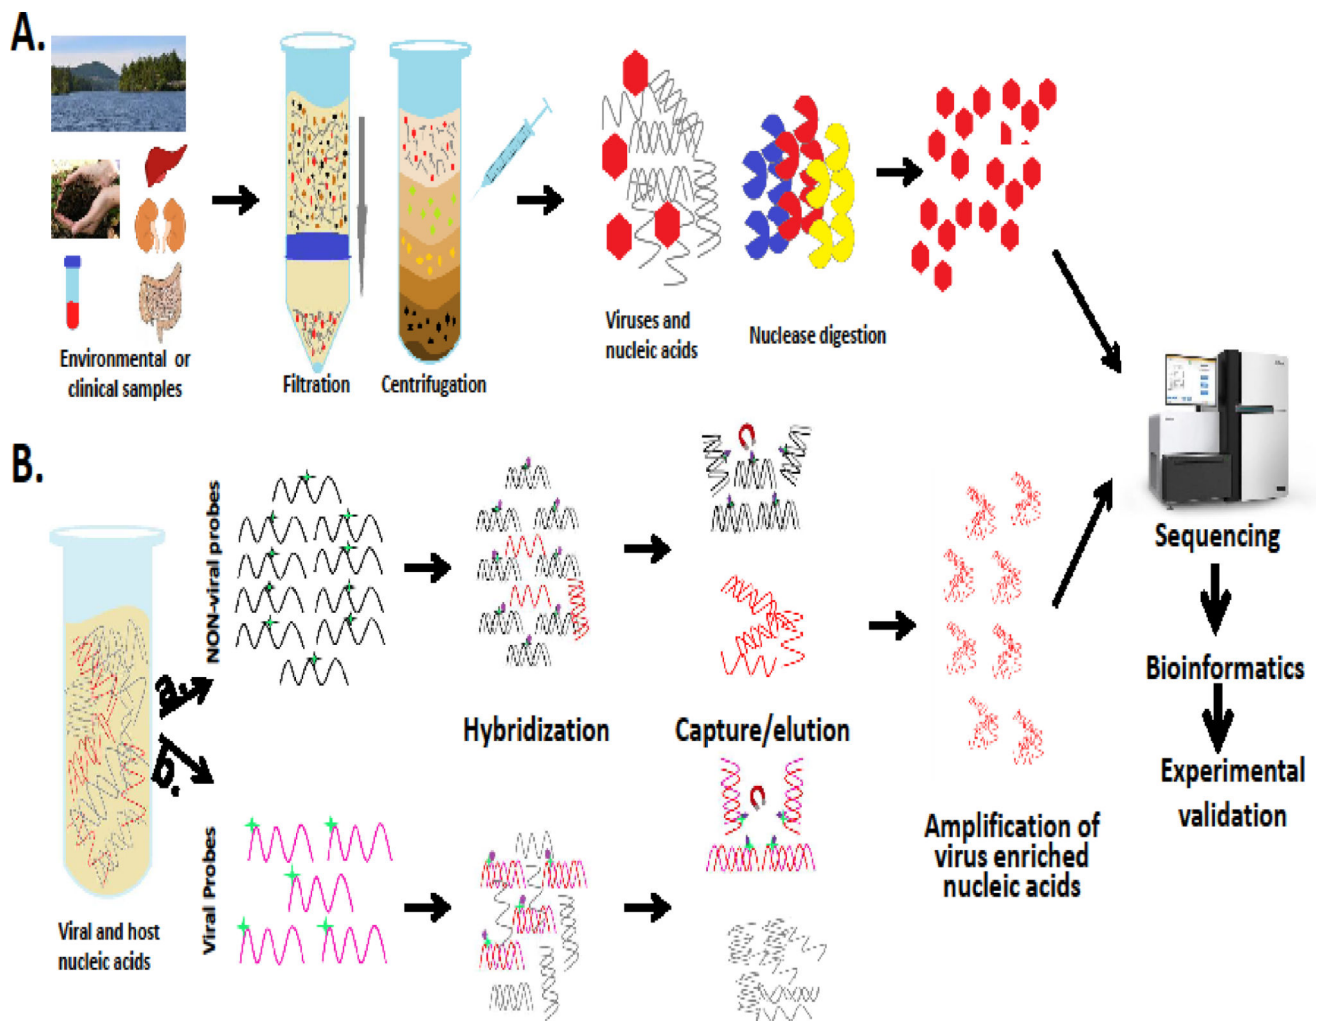 A.
Environmental or
clinical samples
Filtration
Centrifugation
Viruses and
nucleic acids
Nuclease digestion
B.
Viral and host
nucleic acids
a.
b.
NON-viral probes
Viral Probes
Hybridization
Capture/elution
Amplification of
virus enriched
nucleic acids
Sequencing
Bioinformatics
Experimental
validation